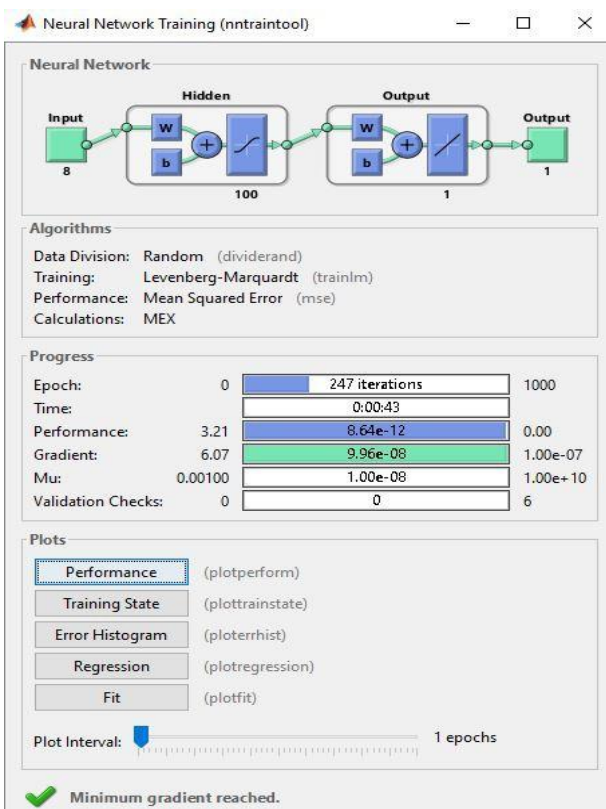 Neural Network Training (nntraintool)
Neural Network
Hidden
Output
Input
Output
W
W
b
b
8
100
1
1
Algorithms
Data Division: Random (dividerand)
Training: Levenberg-Marquardt (trainlm)
Performance: Mean Squared Error (mse)
Calculations: MEX
Progress
Epoch: 0 247 iterations 1000
Time: 0:00:43
Performance: 3.21 8.64e-12 0.00
Gradient: 6.07 9.96e-08 1.00e-07
Mu: 0.00100 1.00e-08 1.00e+10
Validation Checks: 0 0 6
Plots
Performance (plotperform)
Training State (plottrainstate)
Error Histogram (ploterrhist)
Regression (plotregression)
Fit (plotfit)
Plot Interval: 1 epochs
Minimum gradient reached.